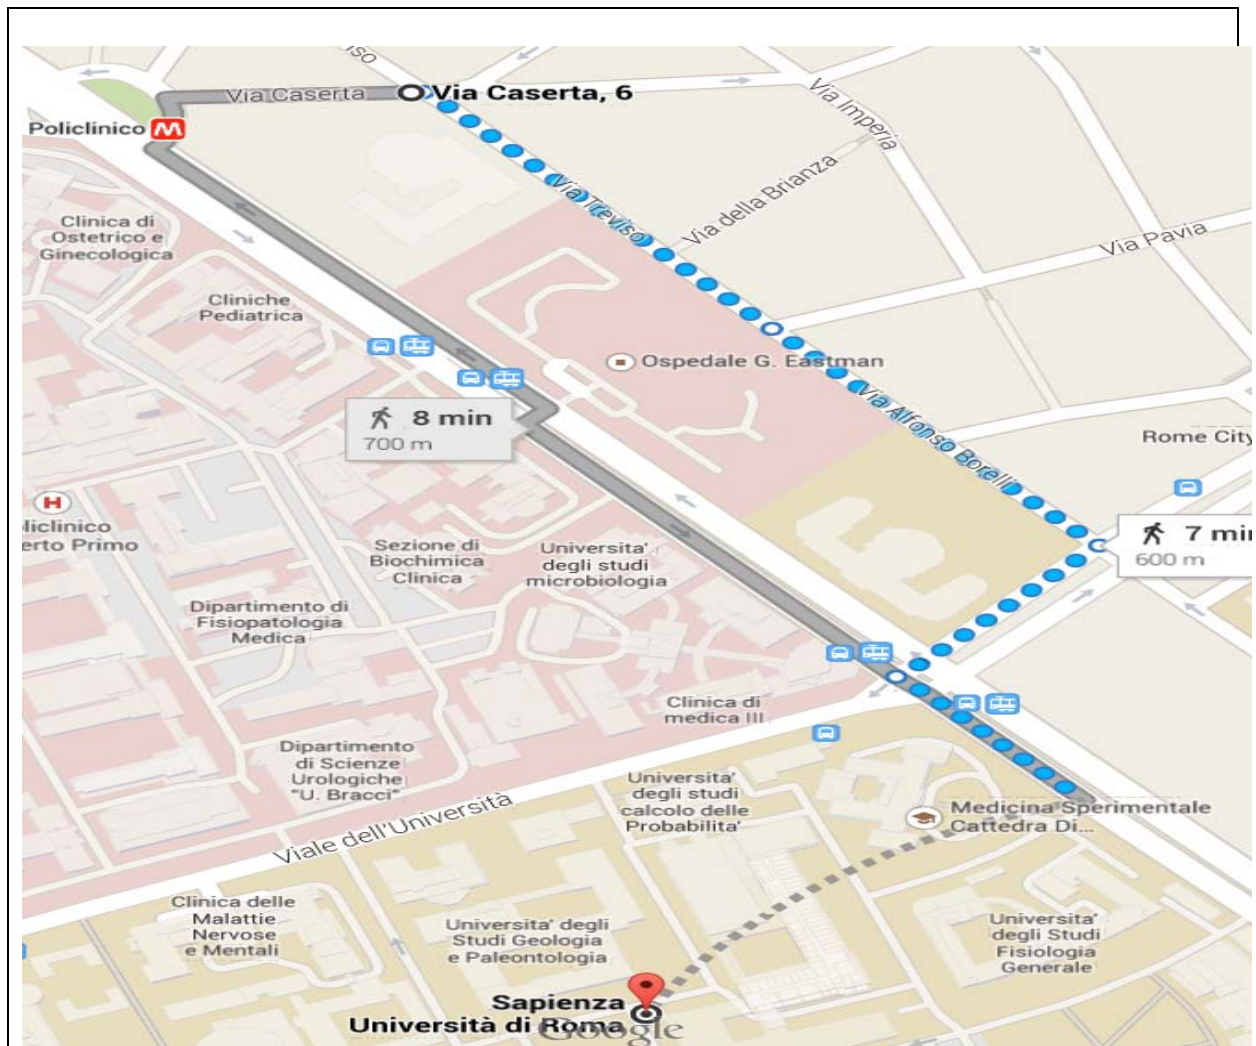 iso
Via Caserta
Via Caserta, 6
Via Imperia
Policlinico M
Via della Brianza
Via Treviso
Clinica di
Ostetrico e
Ginecologica
Via Pavia
Cliniche
Pediatrica
Ospedale G. Eastman
8 min
700 m
Via Alfonso Borelli
Rome City
H
liclinico
erto Primo
Sezione di
Biochimica
Clinica
Universita'
degli studi
microbiologia
7 min
600 m
Dipartimento di
Fisiopatologia
Medica
Clinica di
medica III
Dipartimento
di Scienze
Urologiche
"U. Bracci"
Universita'
degli studi
calcolo delle
Probabilita'
Medicina Sperimentale
Cattedra Di...
Viale dell'Università
Clinica delle
Malattie
Nervose
e Mentali
Universita' degli
Studi Geologia
e Paleontologia
Universita'
degli Studi
Fisiologia
Generale
Sapienza
Università di Roma
Google